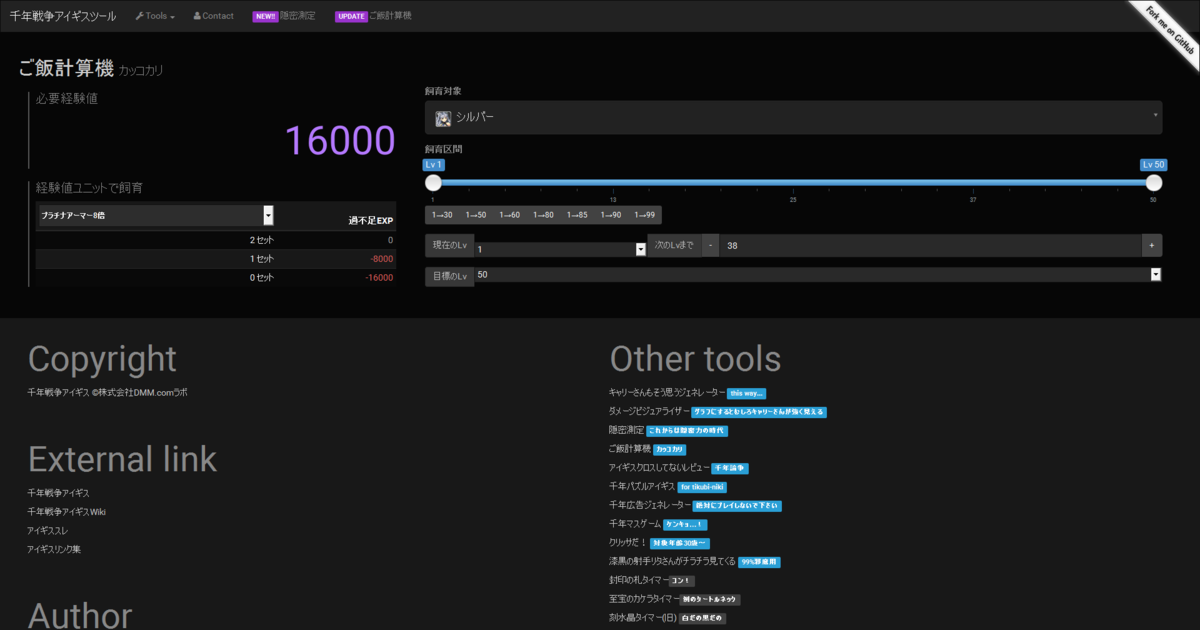 千年戦争アイギスツール Tools Contact NEW!! 隠密測定 UPDATE ご飯計算機
Fork me on GitHub
ご飯計算機 カッコカリ
必要経験値
16000
経験値ユニットで飼育
プラチナアーマー8倍 過不足EXP
2セット 0
1セット -8000
0セット -16000
飼育対象
シルバー
飼育区間
Lv 1 Lv 50
1 13 25 37 50
1→30 1→50 1→60 1→80 1→85 1→90 1→99
現在のLv 1 次のLvまで - 38 +
目標のLv 50
Copyright
千年戦争アイギス ©株式会社DMM.comラボ
External link
千年戦争アイギス
千年戦争アイギスWiki
アイギススレ
アイギスリンク集
Author
Other tools
キャリーさんもそう思うジェネレーター this way...
ダメージビジュアライザー グラフにするとむしろキャリーさんが強く見える
隠密測定 これからは隠密力の時代
ご飯計算機 カッコカリ
アイギスクロスしてないレビュー 千年論争
千年パズルアイギス for tikubi-niki
千年広告ジェネレーター 絶対にプレイしないで下さい
千年マスゲーム ケンキョ...！
クリッサだ！ 対象年齢30歳～
漆黒の射手リタさんがチラチラ見てくる 99%邪魔用
封印の札タイマー コン！
至宝のカケラタイマー 例のタートルネック
刻水晶タイマー(旧) 白だの黒だの